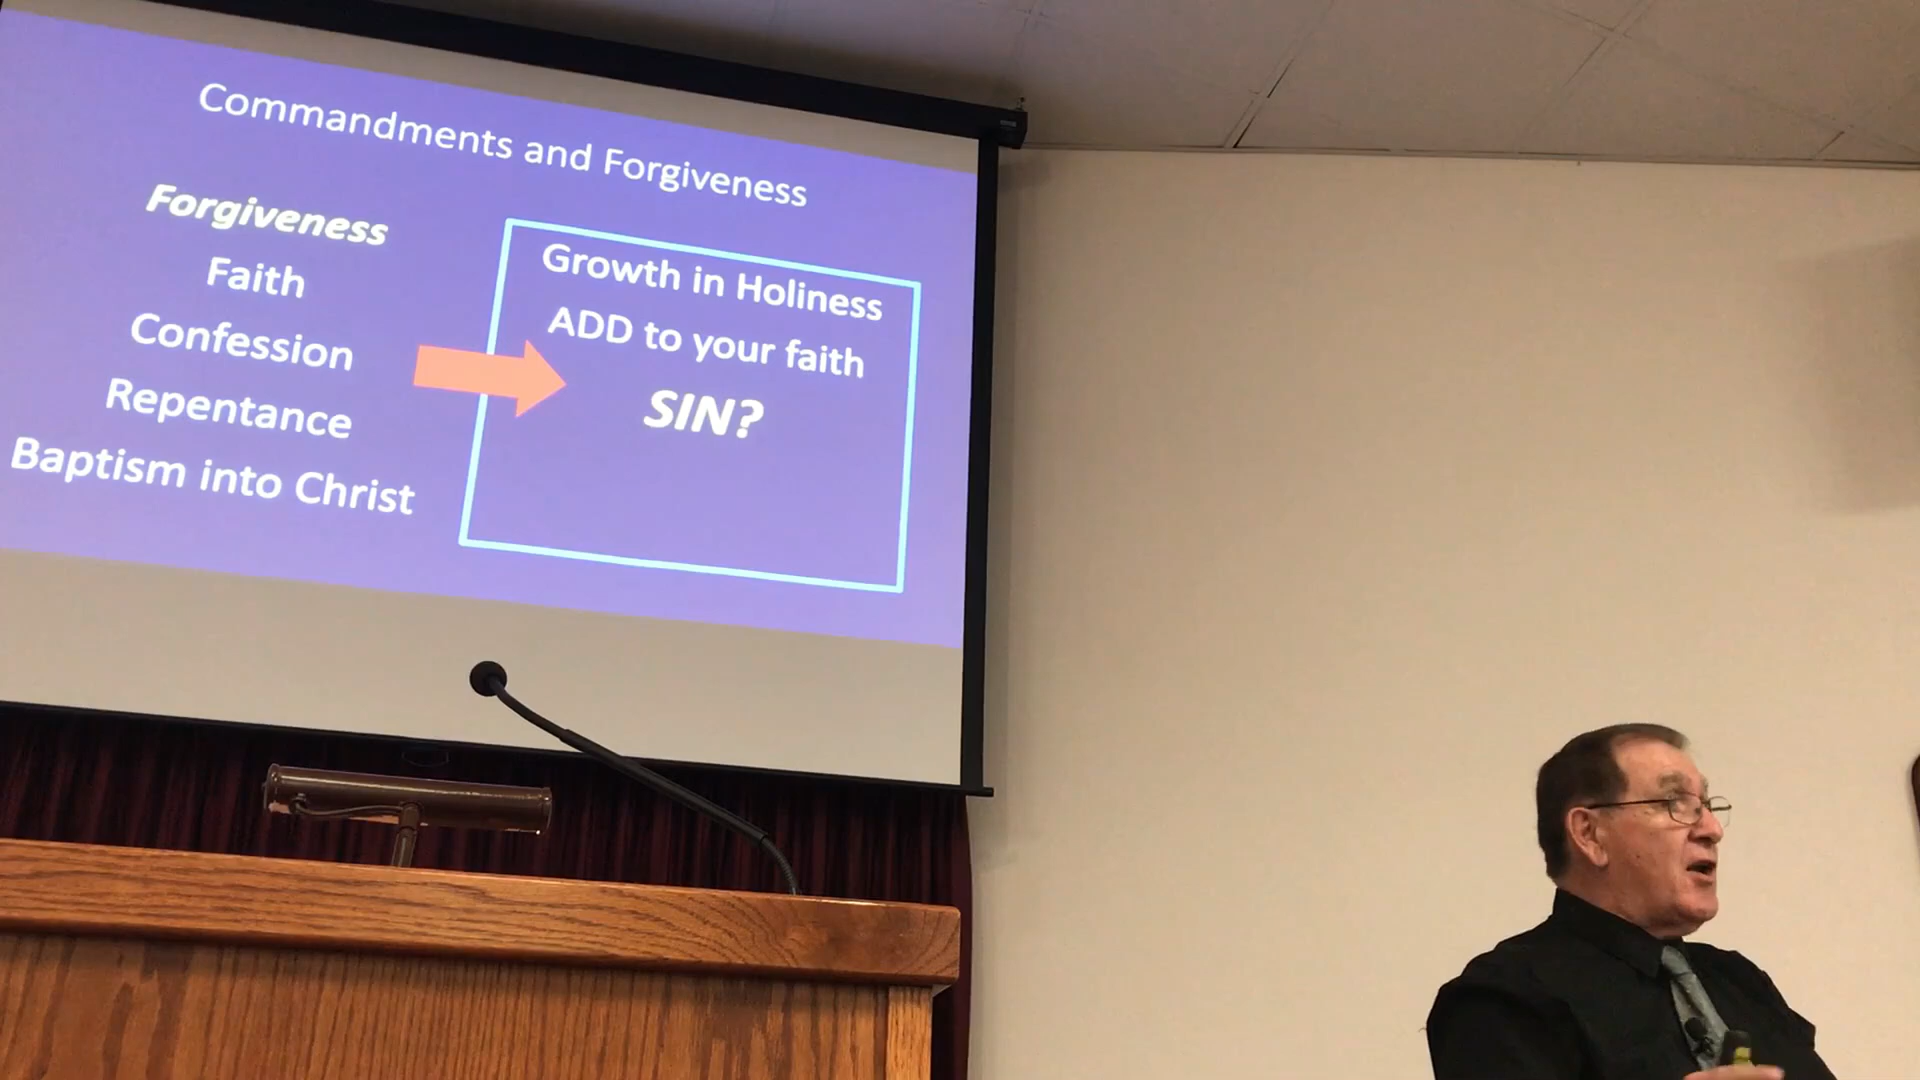 Commandments and Forgiveness
Forgiveness
Faith
Confession
Repentance
Baptism into Christ
Growth in Holiness
ADD to your faith
SIN?